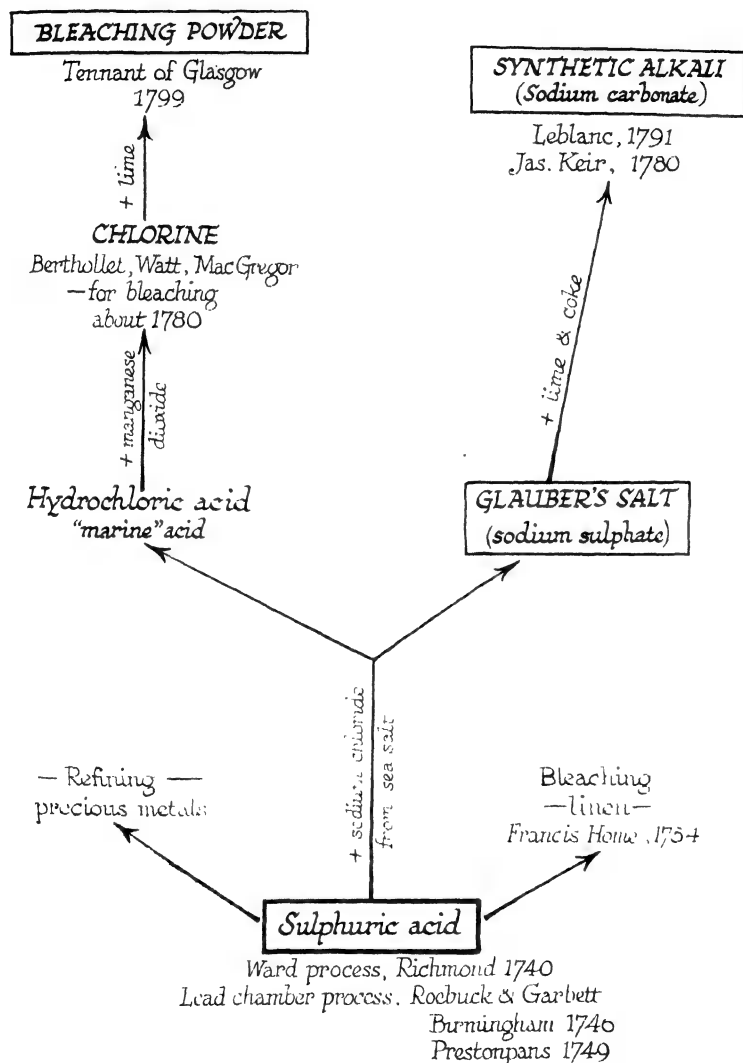 BLEACHING POWDER
Tennant of Glasgow
1799
+ lime
CHLORINE
Berthollet, Watt, MacGregor
—for bleaching
about 1780
+ manganese
dioxide
Hydrochloric acid
"marine" acid
SYNTHETIC ALKALI
(Sodium carbonate)
Leblanc, 1791
Jas. Keir, 1780
+ lime & coke
GLAUBER'S SALT
(sodium sulphate)
+ sodium chloride
from sea salt
— Refining —
precious metals
Bleaching
—linen—
Francis Home, 1754
Sulphuric acid
Ward process, Richmond 1740
Lead chamber process. Roebuck & Garbett
Birmingham 1746
Prestonpans 1749